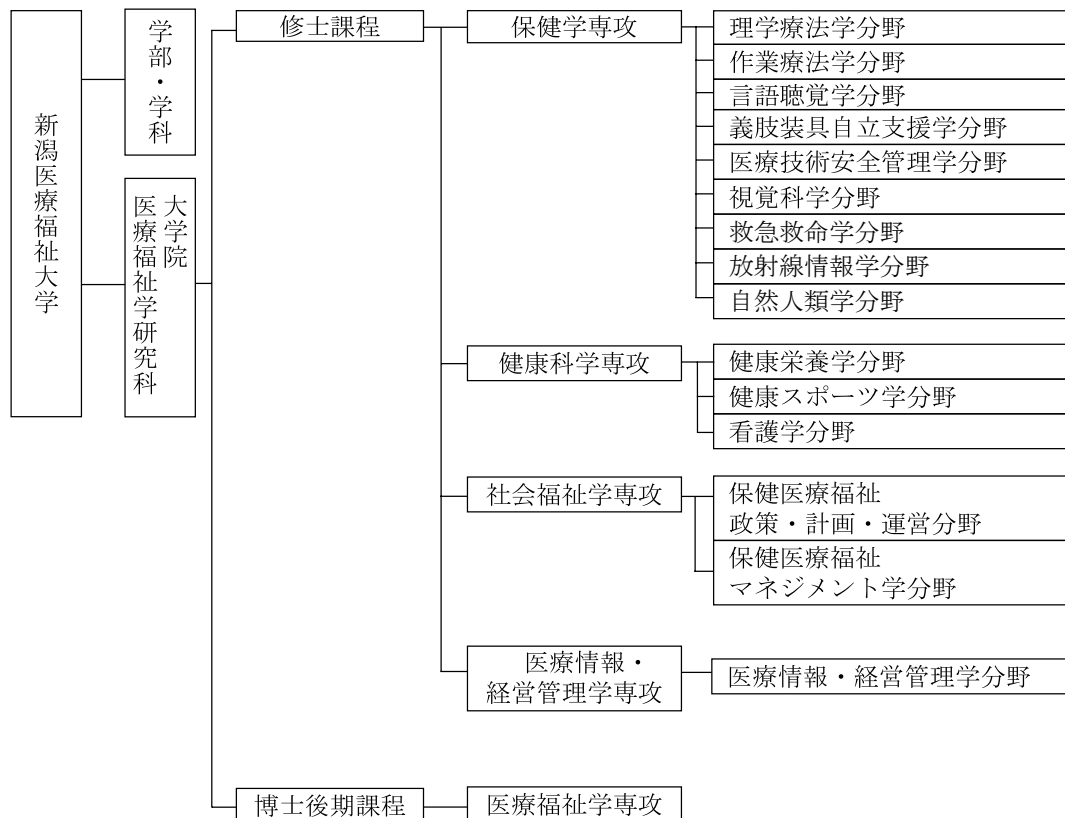 新潟医療福祉大学
学部・学科
大学院
医療福祉学研究科
修士課程
保健学専攻
理学療法学分野
作業療法学分野
言語聴覚学分野
義肢装具自立支援学分野
医療技術安全管理学分野
視覚科学分野
救急救命学分野
放射線情報学分野
自然人類学分野
健康科学専攻
健康栄養学分野
健康スポーツ学分野
看護学分野
社会福祉学専攻
保健医療福祉
政策・計画・運営分野
保健医療福祉
マネジメント学分野
医療情報・
経営管理学専攻
医療情報・経営管理学分野
博士後期課程
医療福祉学専攻